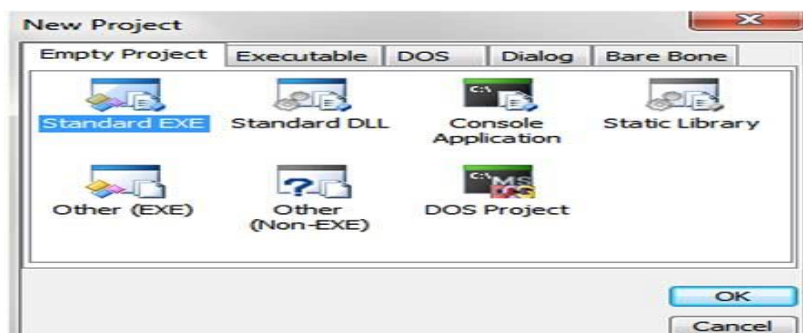 New Project
Empty Project Executable DOS Dialog Bare Bone
Standard EXE Standard DLL Console Application Static Library
Other (EXE) Other (Non-EXE) DOS Project
OK
Cancel